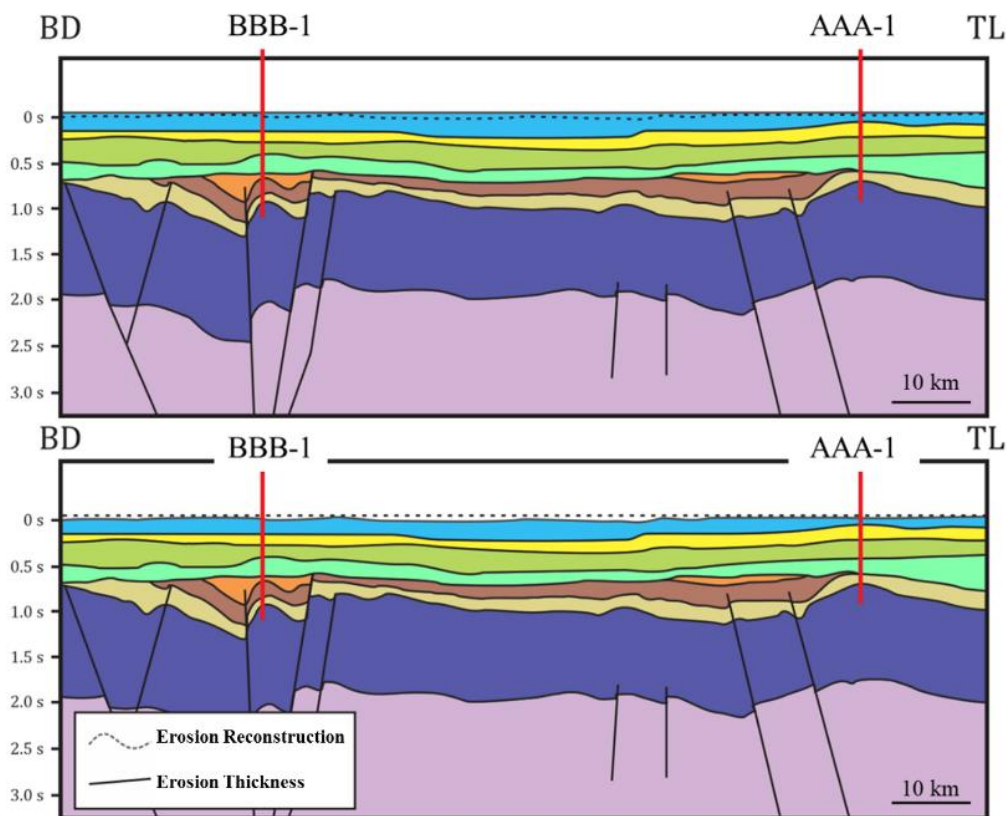 BD BBB-1 AAA-1 TL
0 s
0.5 s
1.0 s
1.5 s
2.0 s
2.5 s
3.0 s
10 km
BD BBB-1 AAA-1 TL
0 s
0.5 s
1.0 s
1.5 s
2.0 s
2.5 s
3.0 s
Erosion Reconstruction
Erosion Thickness
10 km